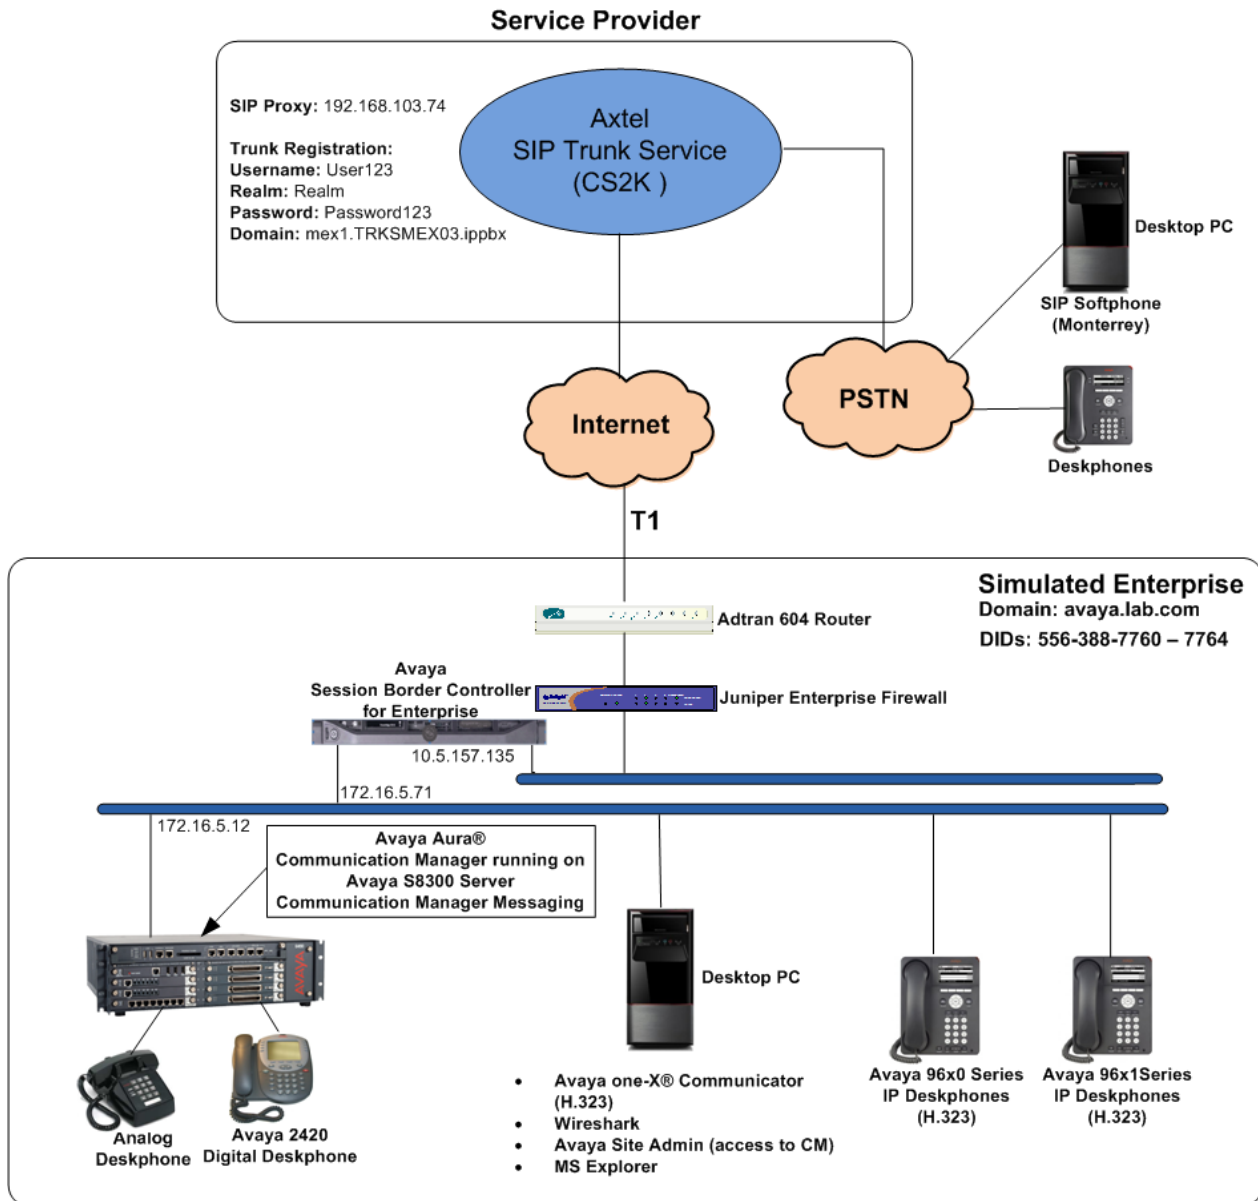 Service Provider
SIP Proxy: 192.168.103.74
Trunk Registration:
Username: User123
Realm: Realm
Password: Password123
Domain: mex1.TRKSMEX03.ippbx
Axtel
SIP Trunk Service
(CS2K )
Desktop PC
SIP Softphone
(Monterrey)
Internet
PSTN
Deskphones
T1
Simulated Enterprise
Domain: avaya.lab.com
DIDs: 556-388-7760 – 7764
Adtran 604 Router
Avaya
Session Border Controller
for Enterprise
Juniper Enterprise Firewall
10.5.157.135
172.16.5.71
172.16.5.12
Avaya Aura®
Communication Manager running on
Avaya S8300 Server
Communication Manager Messaging
AVAYA
Desktop PC
Analog
Deskphone
Avaya 2420
Digital Deskphone
• Avaya one-X® Communicator
(H.323)
• Wireshark
• Avaya Site Admin (access to CM)
• MS Explorer
Avaya 96x0 Series
IP Deskphones
(H.323)
Avaya 96x1Series
IP Deskphones
(H.323)